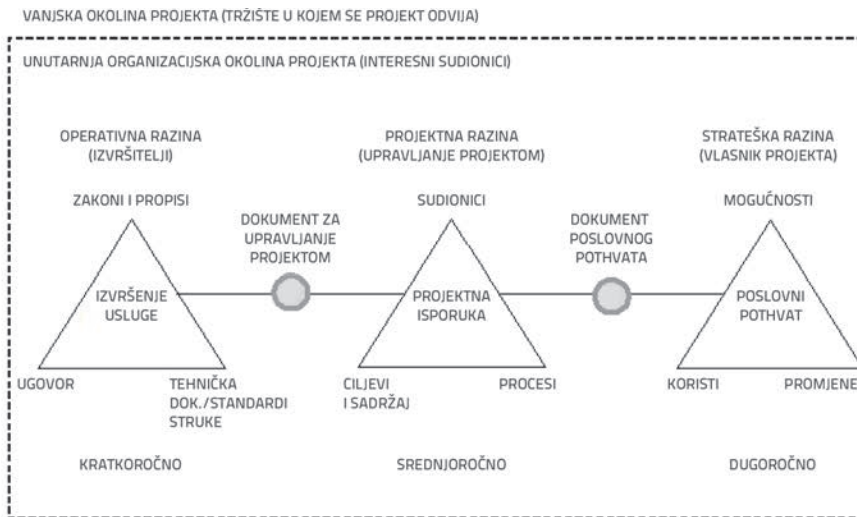 VANJSKA OKOLINA PROJEKTA (TRŽIŠTE U KOJEM SE PROJEKT ODVIJA)
UNUTARNJA ORGANIZACIJSKA OKOLINA PROJEKTA (INTERESNI SUDIONICI)
OPERATIVNA RAZINA
(IZVRŠITELJI)
PROJEKTNA RAZINA
(UPRAVLJANJE PROJEKTOM)
STRATEŠKA RAZINA
(VLASNIK PROJEKTA)
ZAKONI I PROPISI
SUDIONICI
MOGUĆNOSTI
DOKUMENT ZA
UPRAVLJANJE
PROJEKTOM
DOKUMENT
POSLOVNOG
POTHVATA
IZVRŠENJE
USLUGE
PROJEKTNA
ISPORUKA
POSLOVNI
POTHVAT
UGOVOR
TEHNIČKA
DOK./STANDARDI
STRUKE
CILJEVI
I SADRŽAJ
PROCESI
KORISTI
PROMJENE
KRATKOROČNO
SREDNJOROČNO
DUGOROČNO